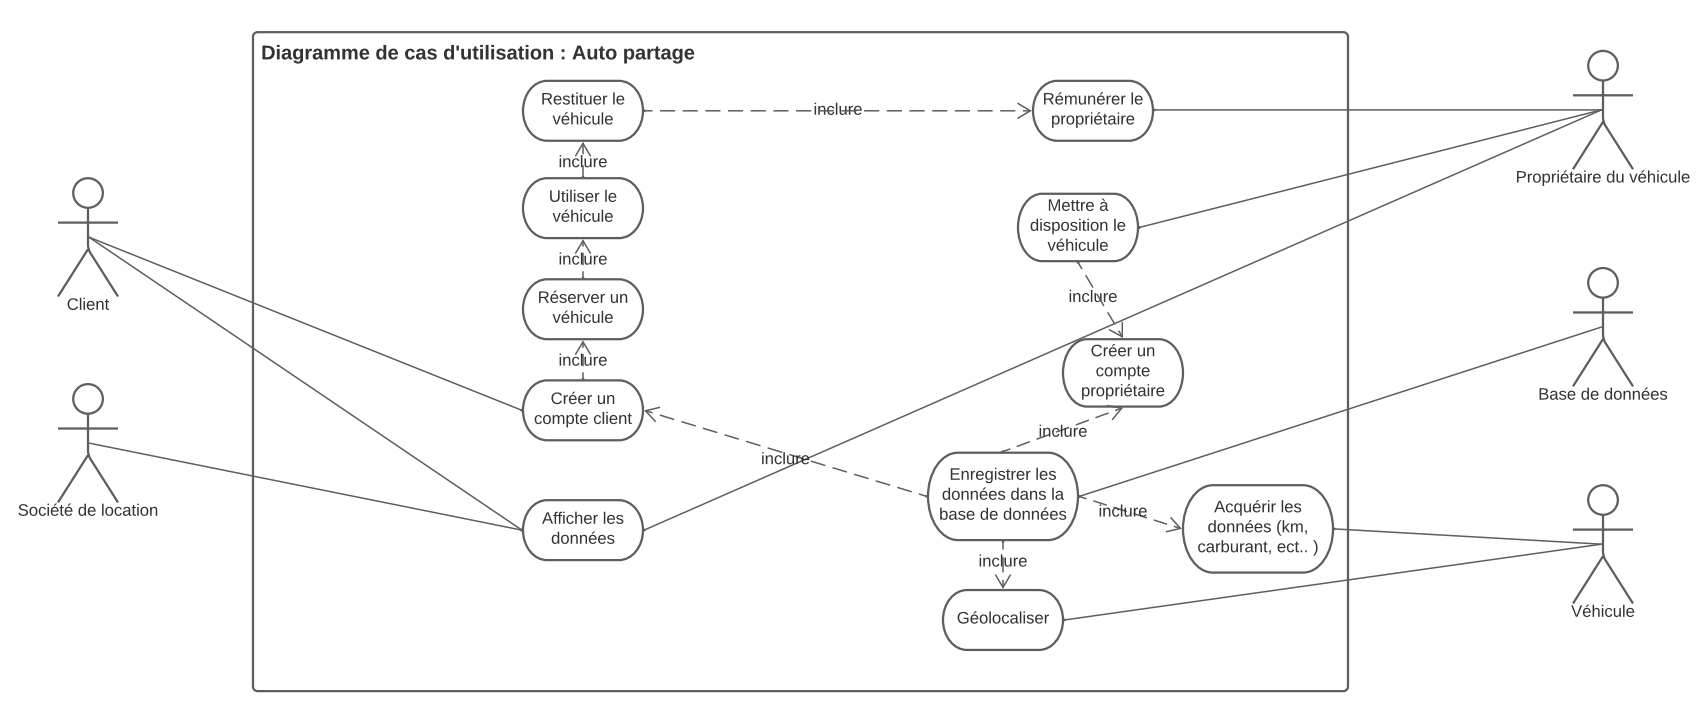 Diagramme de cas d'utilisation : Auto partage
Restituer le
véhicule
inclure
Rémunérer le
propriétaire
inclure
Utiliser le
véhicule
inclure
Réserver un
véhicule
inclure
Créer un
compte client
Afficher les
données
Mettre à
disposition le
véhicule
inclure
Créer un
compte
propriétaire
inclure
inclure
Enregistrer les
données dans la
base de données
inclure
Acquérir les
données (km,
carburant, ect.. )
inclure
Géolocaliser
Client
Société de location
Propriétaire du véhicule
Base de données
Véhicule